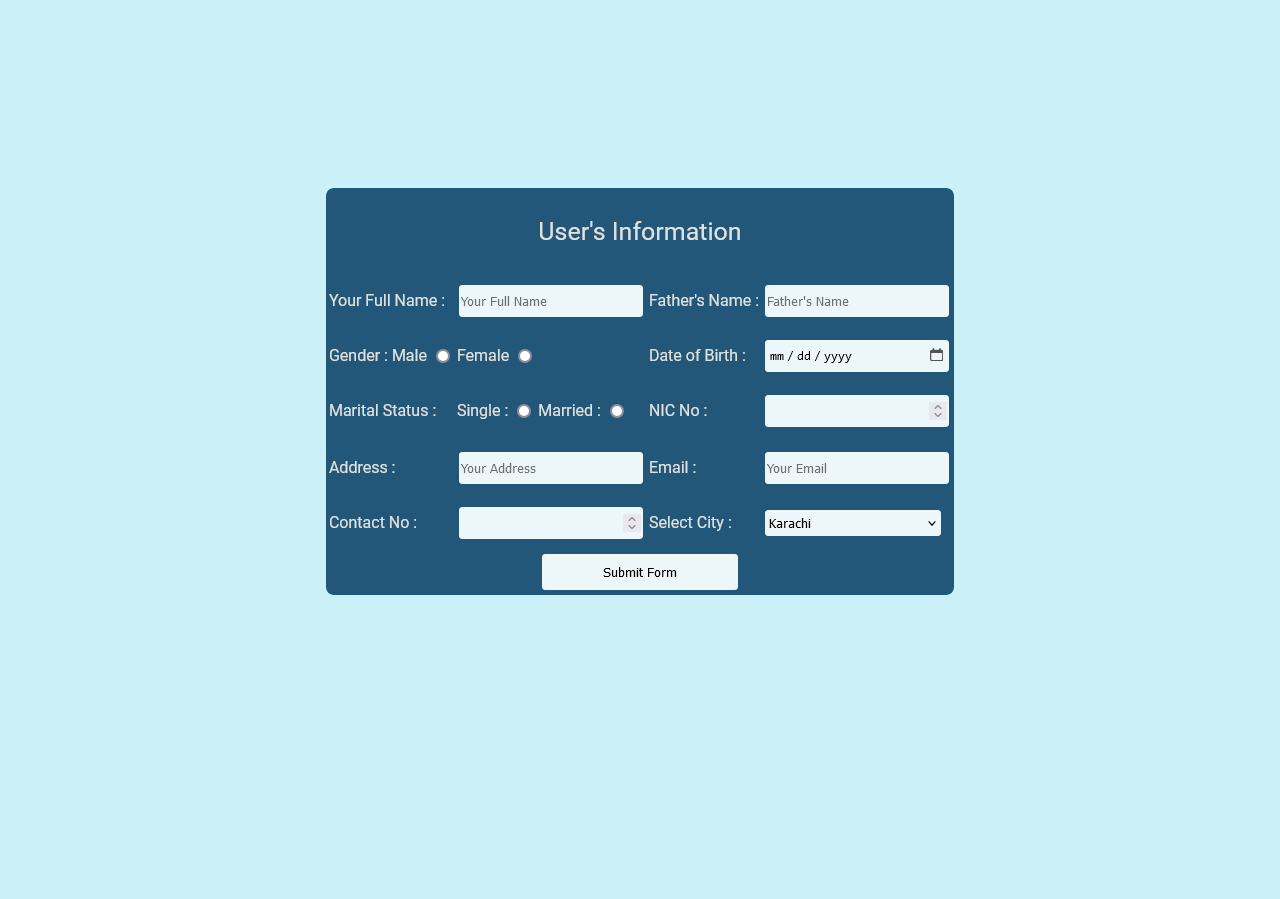 User's Information
Your Full Name : Your Full Name Father's Name : Father's Name
Gender : Male Female Date of Birth : mm / dd / yyyy
Marital Status : Single : Married : NIC No :
Address : Your Address Email : Your Email
Contact No : Select City : Karachi
Submit Form